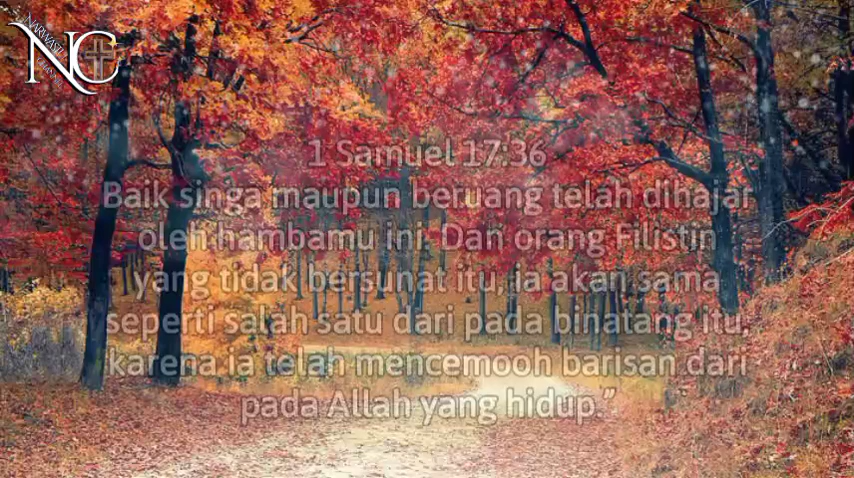 NARWASTU
NC
1 Samuel 17:36
Baik singa maupun beruang telah dihajar
oleh hambamu ini. Dan orang Filistin
yang tidak bersunat itu, ia akan sama
seperti salah satu dari pada binatang itu,
karena ia telah mencemooh barisan dari
pada Allah yang hidup.”